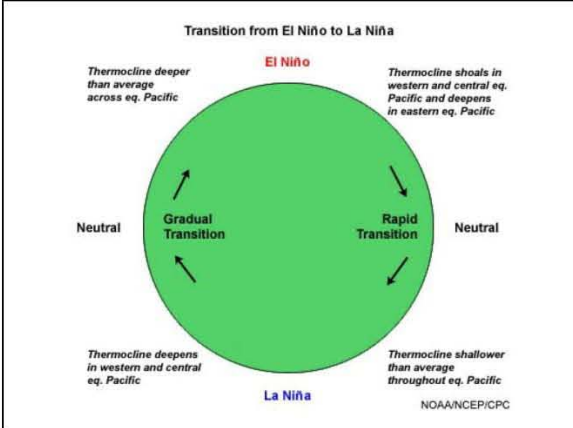 Transition from El Niño to La Niña
El Niño
Thermocline deeper
than average
across eq. Pacific
Thermocline shoals in
western and central eq.
Pacific and deepens
in eastern eq. Pacific
Neutral
Gradual
Transition
Rapid
Transition
Neutral
Thermocline deepens
in western and central
eq. Pacific
Thermocline shallower
than average
throughout eq. Pacific
La Niña
NOAA/NCEP/CPC